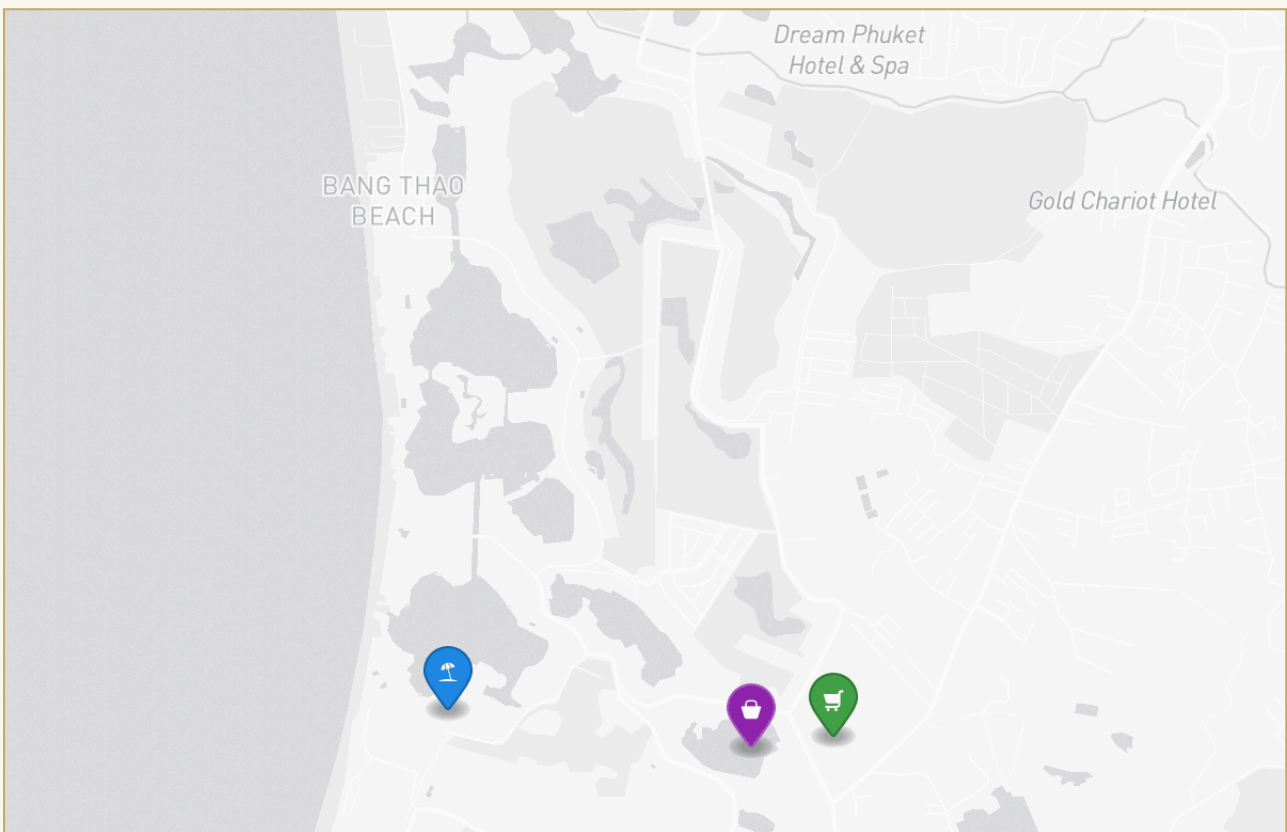 Dream Phuket
Hotel & Spa
BANG THAO
BEACH
Gold Chariot Hotel